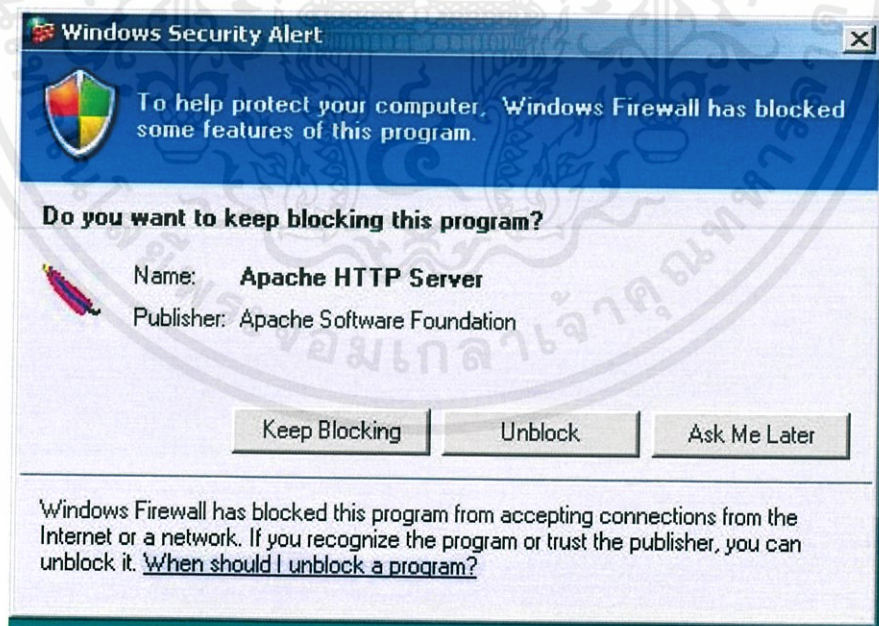 Windows Security Alert
To help protect your computer, Windows Firewall has blocked
some features of this program.
Do you want to keep blocking this program?
Name: Apache HTTP Server
Publisher: Apache Software Foundation
Keep Blocking Unblock Ask Me Later
Windows Firewall has blocked this program from accepting connections from the
Internet or a network. If you recognize the program or trust the publisher, you can
unblock it. When should I unblock a program?